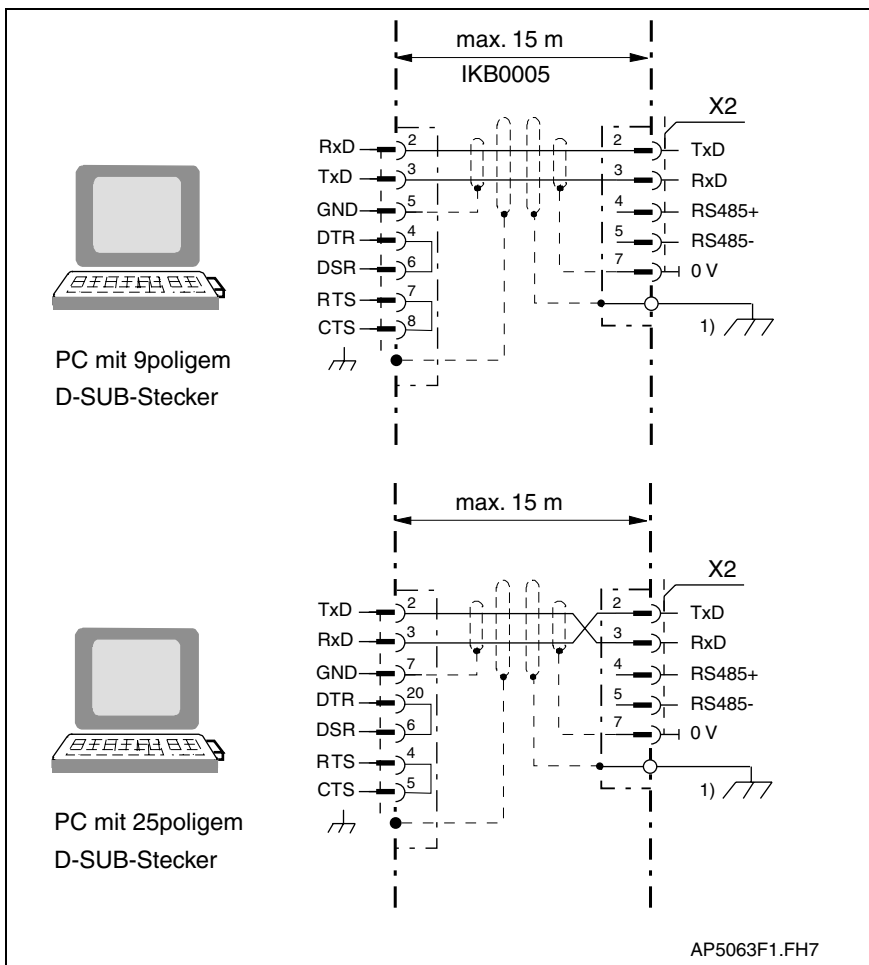 max. 15 m
IKB0005
X2
RxD 2 2 TxD
TxD 3 3 RxD
GND 5 4 RS485+
DTR 4 5 RS485-
DSR 6 7 0 V
RTS 7
CTS 8 1)
PC mit 9poligem
D-SUB-Stecker
max. 15 m
X2
TxD 2 2 TxD
RxD 3 3 RxD
GND 7 4 RS485+
DTR 20 5 RS485-
DSR 6 7 0 V
RTS 4
CTS 5 1)
PC mit 25poligem
D-SUB-Stecker
AP5063F1.FH7